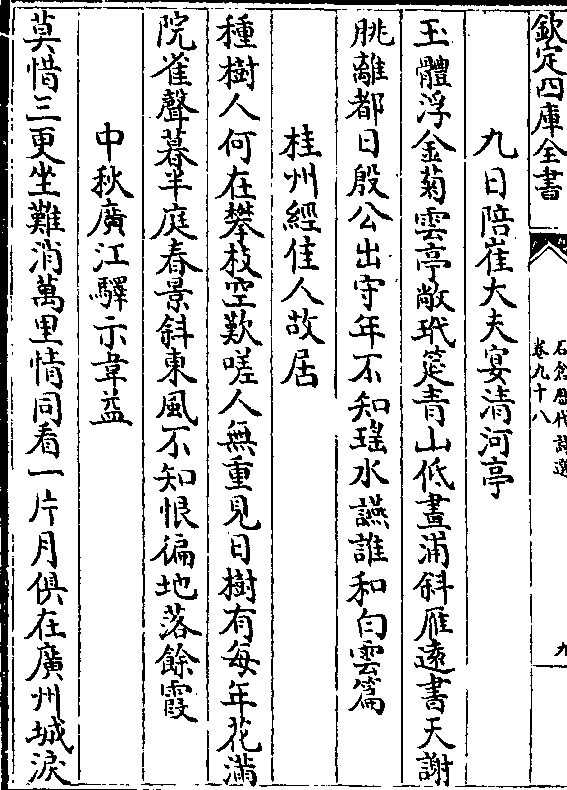 欽定四庫全書
石倉歷代詩選
卷九十八
九
九日陪崔大夫宴清河亭
玉體浮金菊雲亭敞玳筵青山低畫浦斜雁遠書天謝
朓離都日殷公出守年不知瑤水讌誰和白雲篇
桂州經佳人故居
種樹人何在攀枝空歎嗟人無重見日樹有每年花滿
院雀聲暮半庭春景斜東風不知恨徧地落餘霞
中秋廣江驛示韋益
莫惜三更坐難消萬里情同看一片月俱在廣州城淚